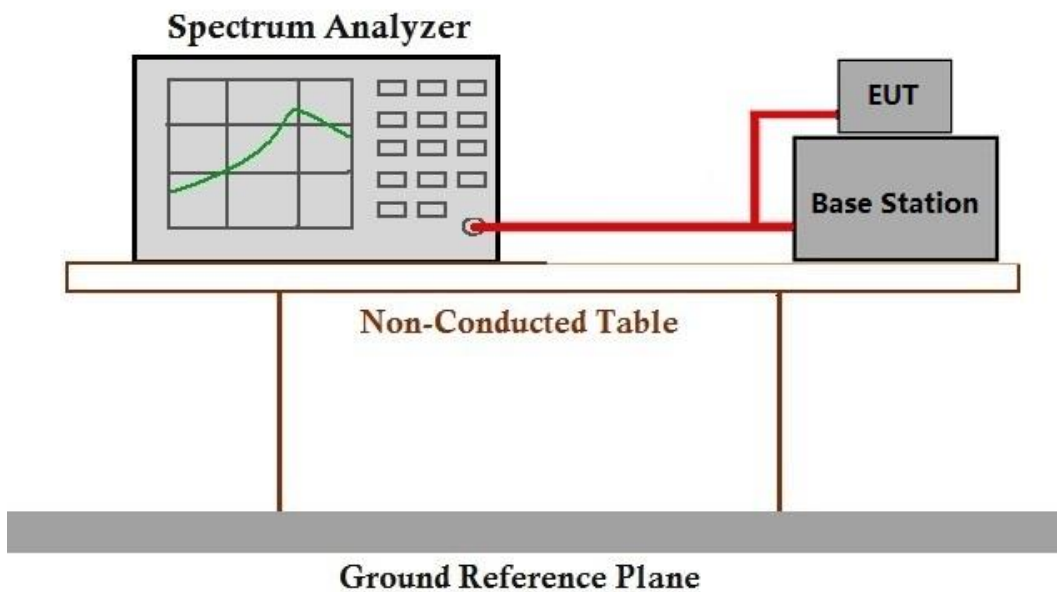 Spectrum Analyzer
EUT
Base Station
Non-Conducted Table
Ground Reference Plane